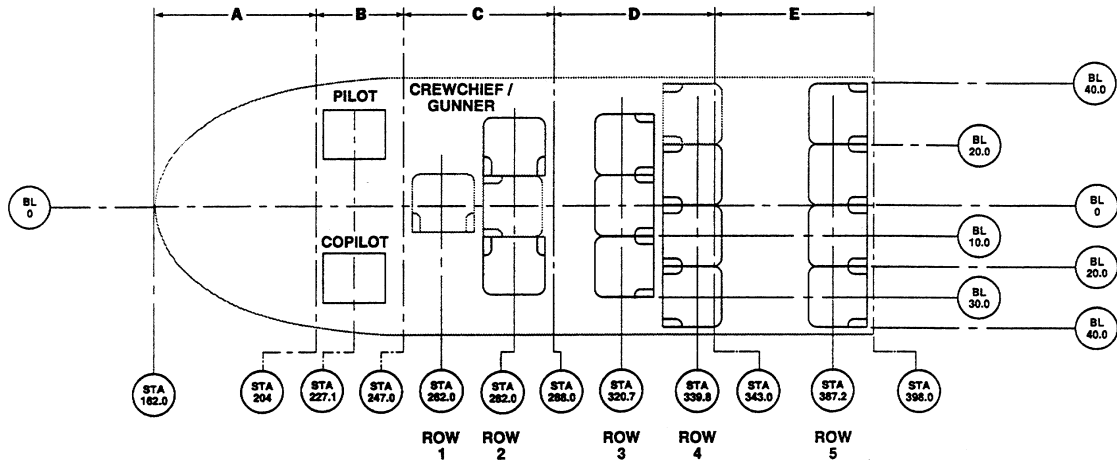 A B C D E
PILOT
CREWCHIEF /
GUNNER
COPILOT
BL
40.0
BL
20.0
BL
0
BL
0
BL
10.0
BL
20.0
BL
30.0
BL
40.0
STA
162.0
STA
204
STA
227.1
STA
247.0
STA
262.0
STA
282.0
STA
288.0
STA
320.7
STA
339.8
STA
343.0
STA
387.2
STA
398.0
ROW
1
ROW
2
ROW
3
ROW
4
ROW
5